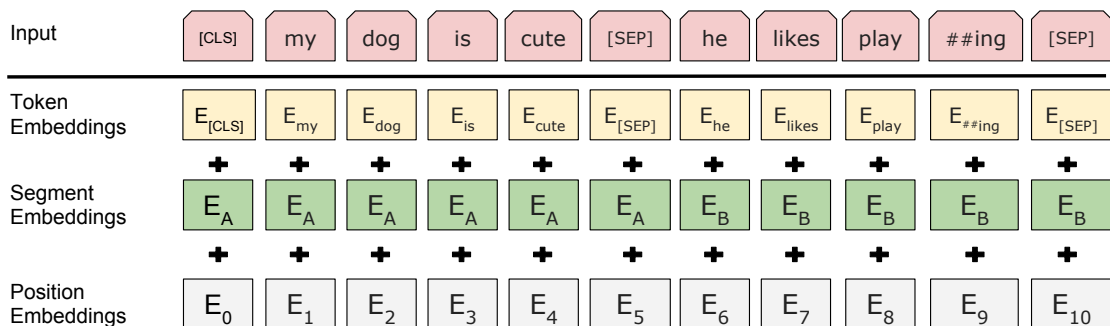 Input [CLS] my dog is cute [SEP] he likes play ##ing [SEP]
Token Embeddings E[CLS] Emy Edog Eis Ecute E[SEP] Ehe Elikes Eplay E##ing E[SEP]
+ + + + + + + + + + +
Segment Embeddings EA EA EA EA EA EA EB EB EB EB EB
+ + + + + + + + + + +
Position Embeddings E0 E1 E2 E3 E4 E5 E6 E7 E8 E9 E10